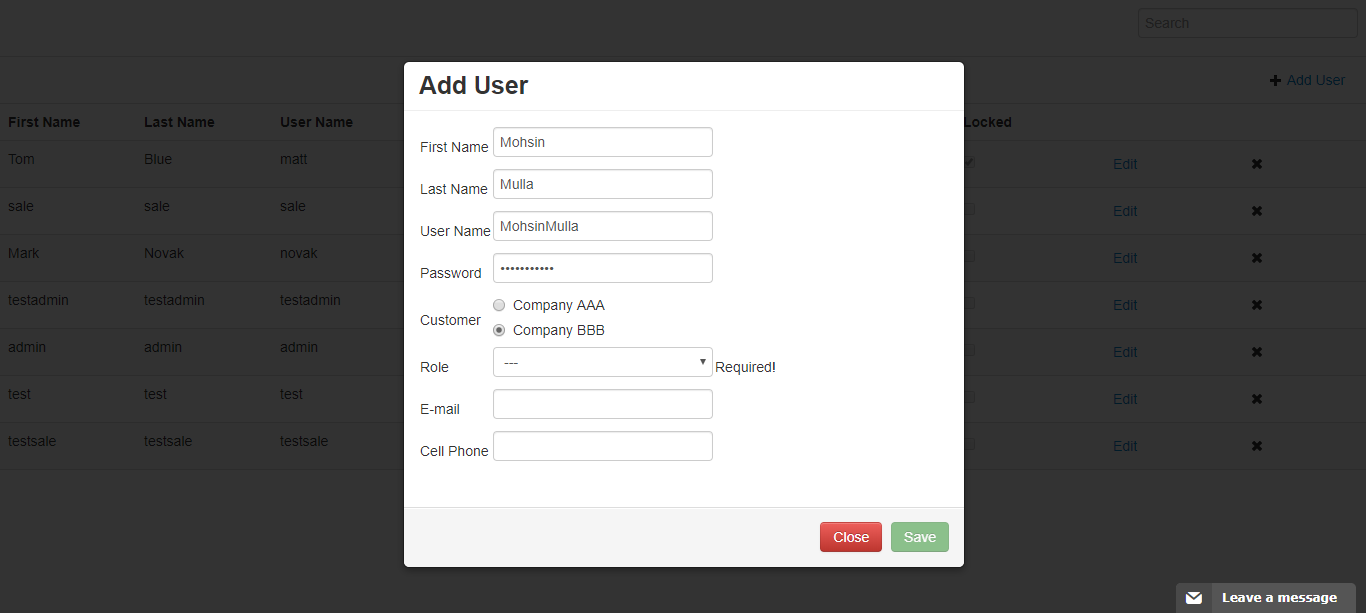 Search
Add User
First Name Last Name User Name Locked
Tom Blue matt Edit
sale sale sale Edit
Mark Novak novak Edit
testadmin testadmin testadmin Edit
admin admin admin Edit
test test test Edit
testsale testsale testsale Edit
Add User
First Name Mohsin
Last Name Mulla
User Name MohsinMulla
Password •••••••••••
Customer
Company AAA
Company BBB
Role --- Required!
E-mail
Cell Phone
Close Save
Leave a message